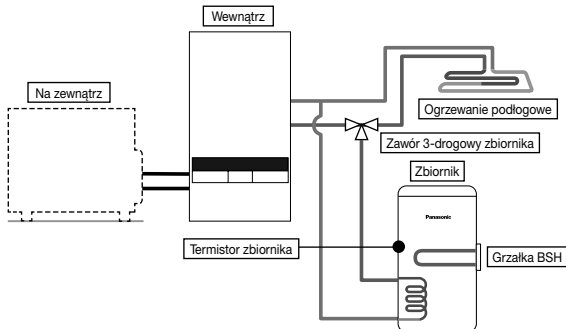 Wewnątrz
Na zewnątrz
Ogrzewanie podłogowe
Zawór 3-drogowy zbiornika
Zbiornik
Panasonic
Termistor zbiornika
Grzałka BSH